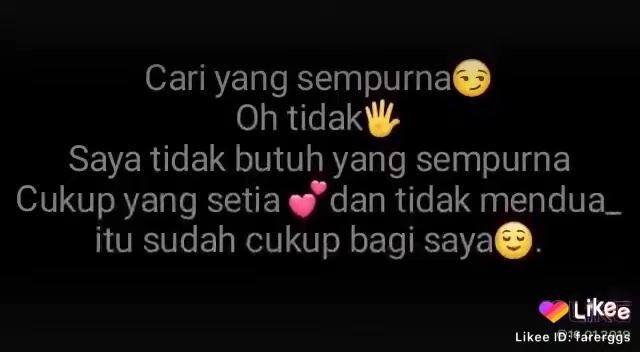 Cari yang sempurna😏
Oh tidak🖐
Saya tidak butuh yang sempurna
Cukup yang setia 💕 dan tidak mendua_
itu sudah cukup bagi saya😌.
Likee
Likee ID: farerggs